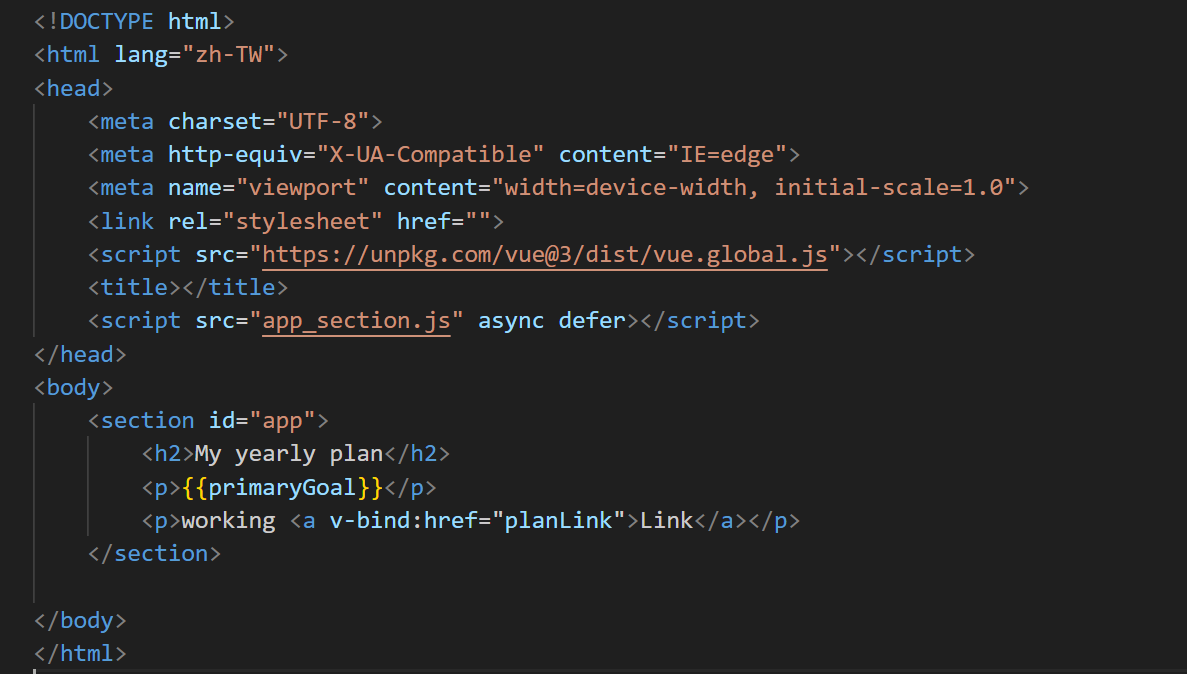 <!DOCTYPE html>
<html lang="zh-TW">
<head>
    <meta charset="UTF-8">
    <meta http-equiv="X-UA-Compatible" content="IE=edge">
    <meta name="viewport" content="width=device-width, initial-scale=1.0">
    <link rel="stylesheet" href="">
    <script src="https://unpkg.com/vue@3/dist/vue.global.js"></script>
    <title></title>
    <script src="app_section.js" async defer></script>
</head>
<body>
    <section id="app">
        <h2>My yearly plan</h2>
        <p>{{primaryGoal}}</p>
        <p>working <a v-bind:href="planLink">Link</a></p>
    </section>

</body>
</html>